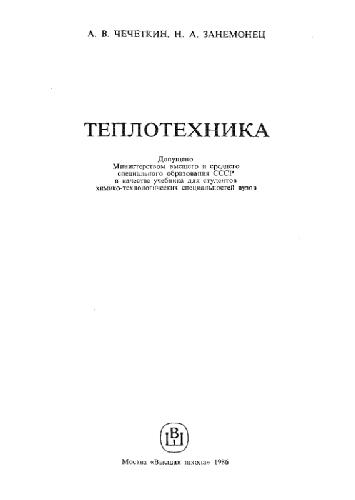 А. В. ЧЕЧЕТКИН, Н. А. ЗАНЕМОНЕЦ
ТЕПЛОТЕХНИКА
Допущено
Министерством высшего и среднего
специального образования СССР
в качестве учебника для студентов
химико-технологических специальностей вузов
ВШ
Москва «Высшая школа» 1986